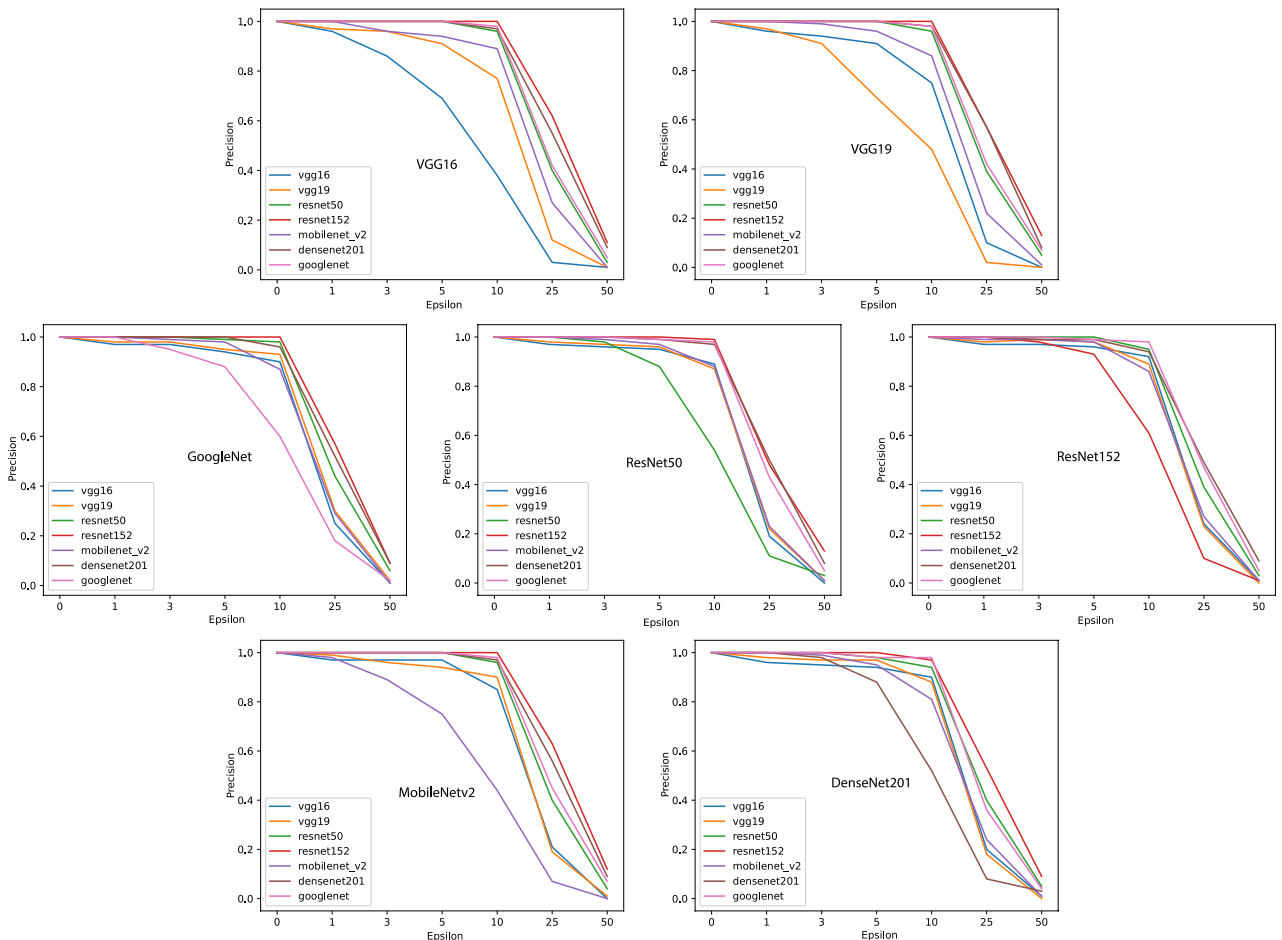 1.0
0.8
0.6
0.4
0.2
0.0
Precision
VGG16
vgg16
vgg19
resnet50
resnet152
mobilenet_v2
densenet201
googlenet
0 1 3 5 10 25 50
Epsilon
1.0
0.8
0.6
0.4
0.2
0.0
Precision
VGG19
vgg16
vgg19
resnet50
resnet152
mobilenet_v2
densenet201
googlenet
0 1 3 5 10 25 50
Epsilon
1.0
0.8
0.6
0.4
0.2
0.0
Precision
GoogleNet
vgg16
vgg19
resnet50
resnet152
mobilenet_v2
densenet201
googlenet
0 1 3 5 10 25 50
Epsilon
1.0
0.8
0.6
0.4
0.2
0.0
Precision
ResNet50
vgg16
vgg19
resnet50
resnet152
mobilenet_v2
densenet201
googlenet
0 1 3 5 10 25 50
Epsilon
1.0
0.8
0.6
0.4
0.2
0.0
Precision
ResNet152
vgg16
vgg19
resnet50
resnet152
mobilenet_v2
densenet201
googlenet
0 1 3 5 10 25 50
Epsilon
1.0
0.8
0.6
0.4
0.2
0.0
Precision
MobileNetv2
vgg16
vgg19
resnet50
resnet152
mobilenet_v2
densenet201
googlenet
0 1 3 5 10 25 50
Epsilon
1.0
0.8
0.6
0.4
0.2
0.0
Precision
DenseNet201
vgg16
vgg19
resnet50
resnet152
mobilenet_v2
densenet201
googlenet
0 1 3 5 10 25 50
Epsilon